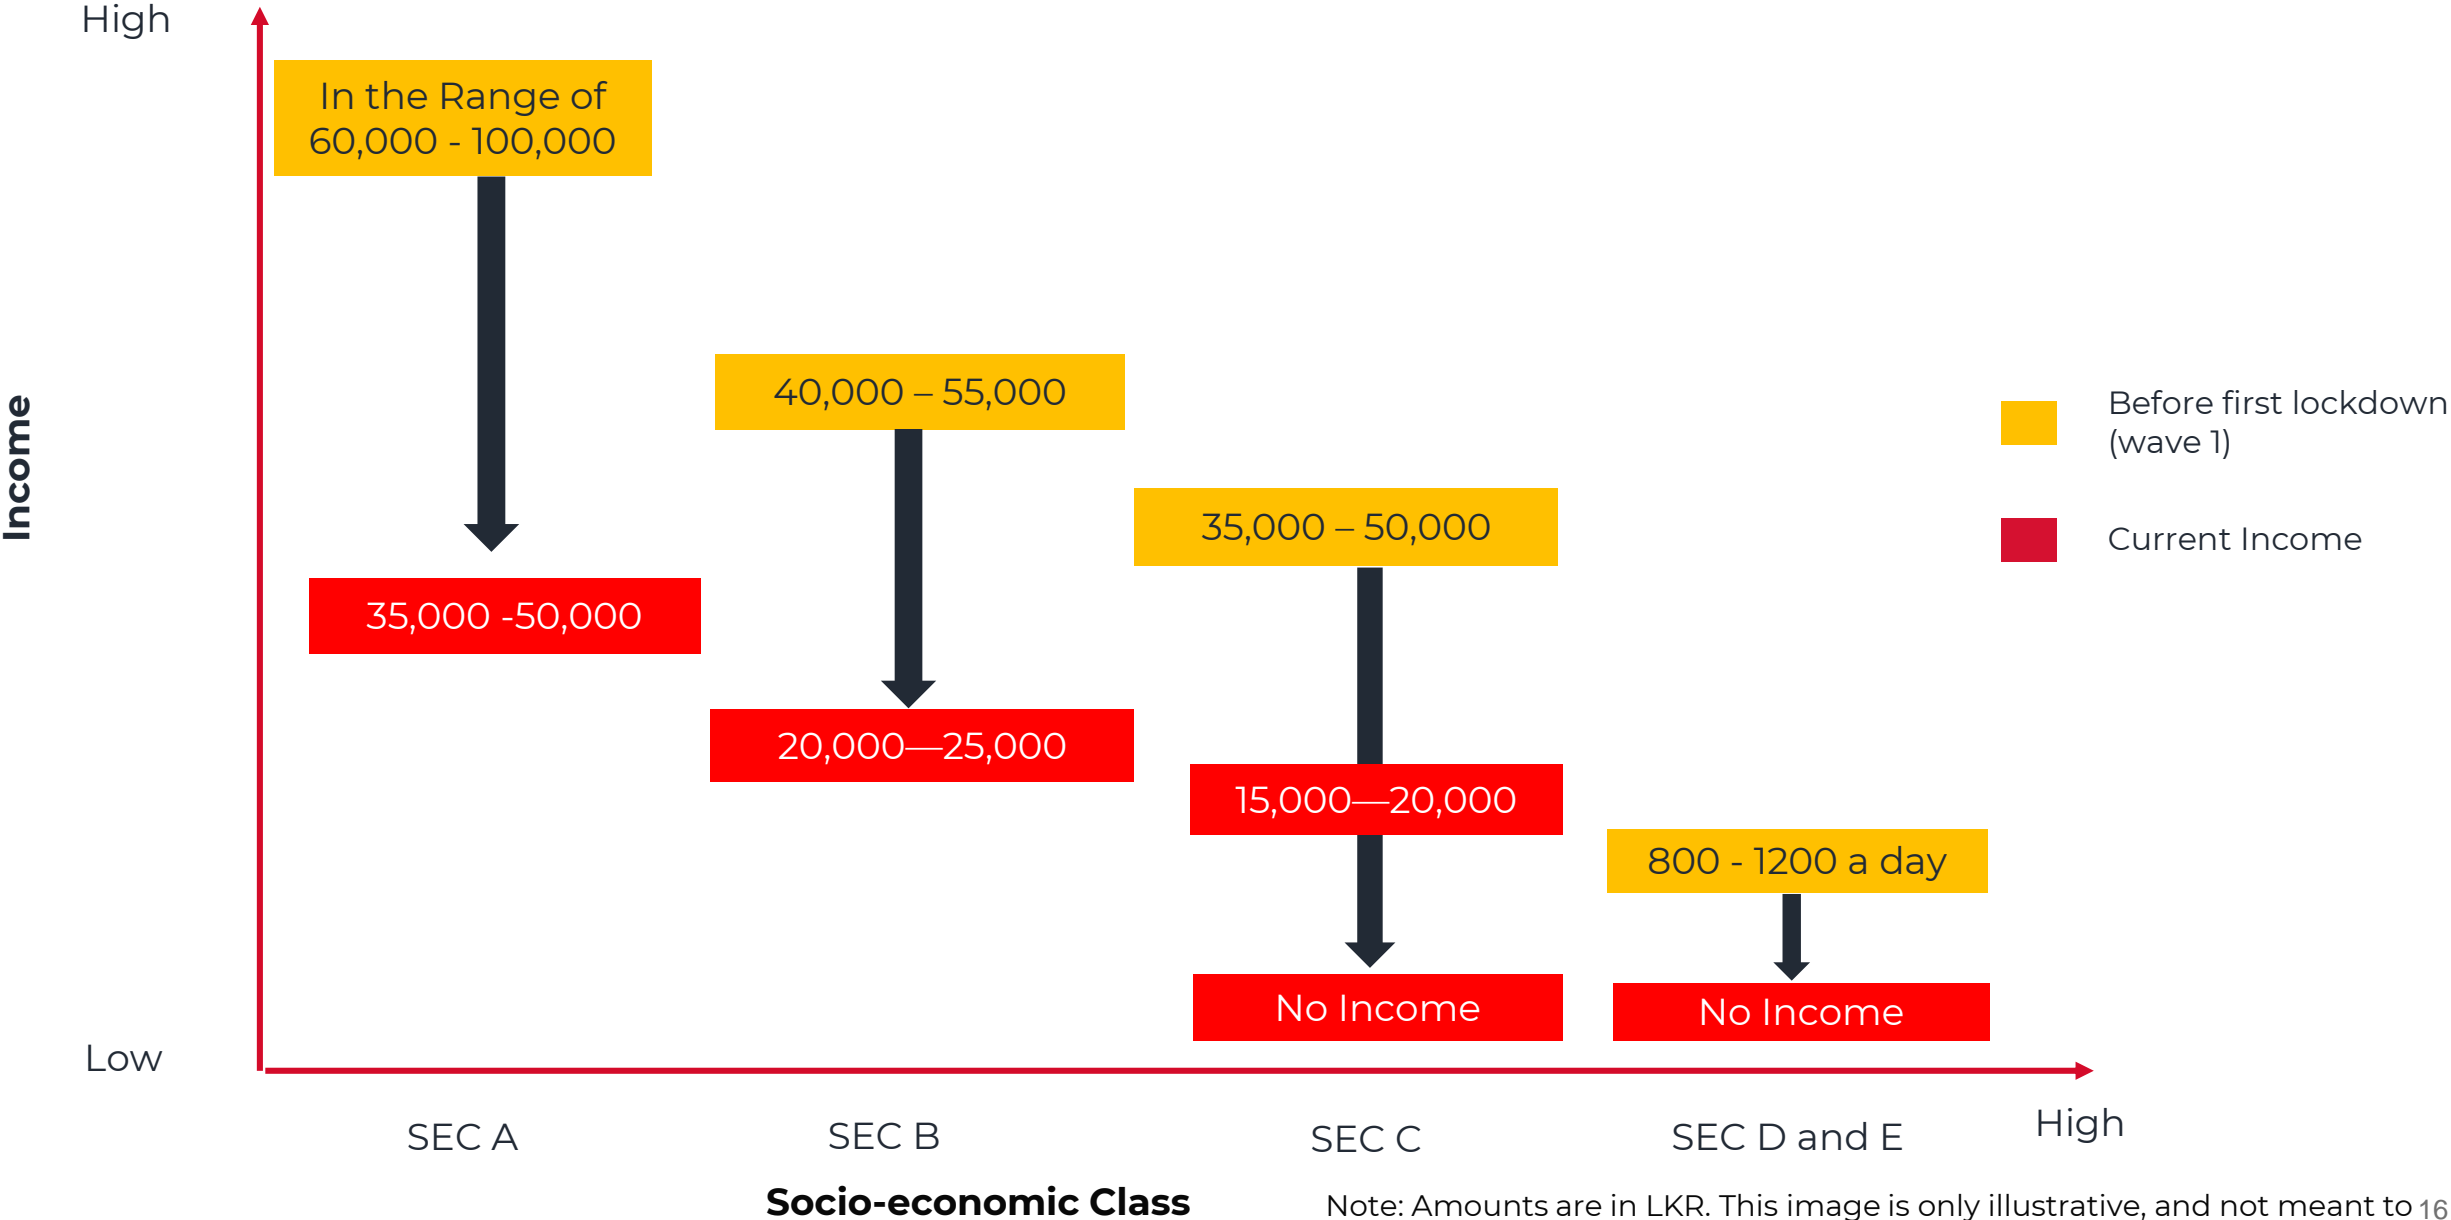 High
In the Range of
60,000 - 100,000
40,000 – 55,000
Before first lockdown
(wave 1)
Income
35,000 – 50,000
Current Income
35,000 -50,000
20,000—25,000
15,000—20,000
800 - 1200 a day
No Income
No Income
Low
SEC A
SEC B
SEC C
SEC D and E
High
Socio-economic Class
Note: Amounts are in LKR. This image is only illustrative, and not meant to
16